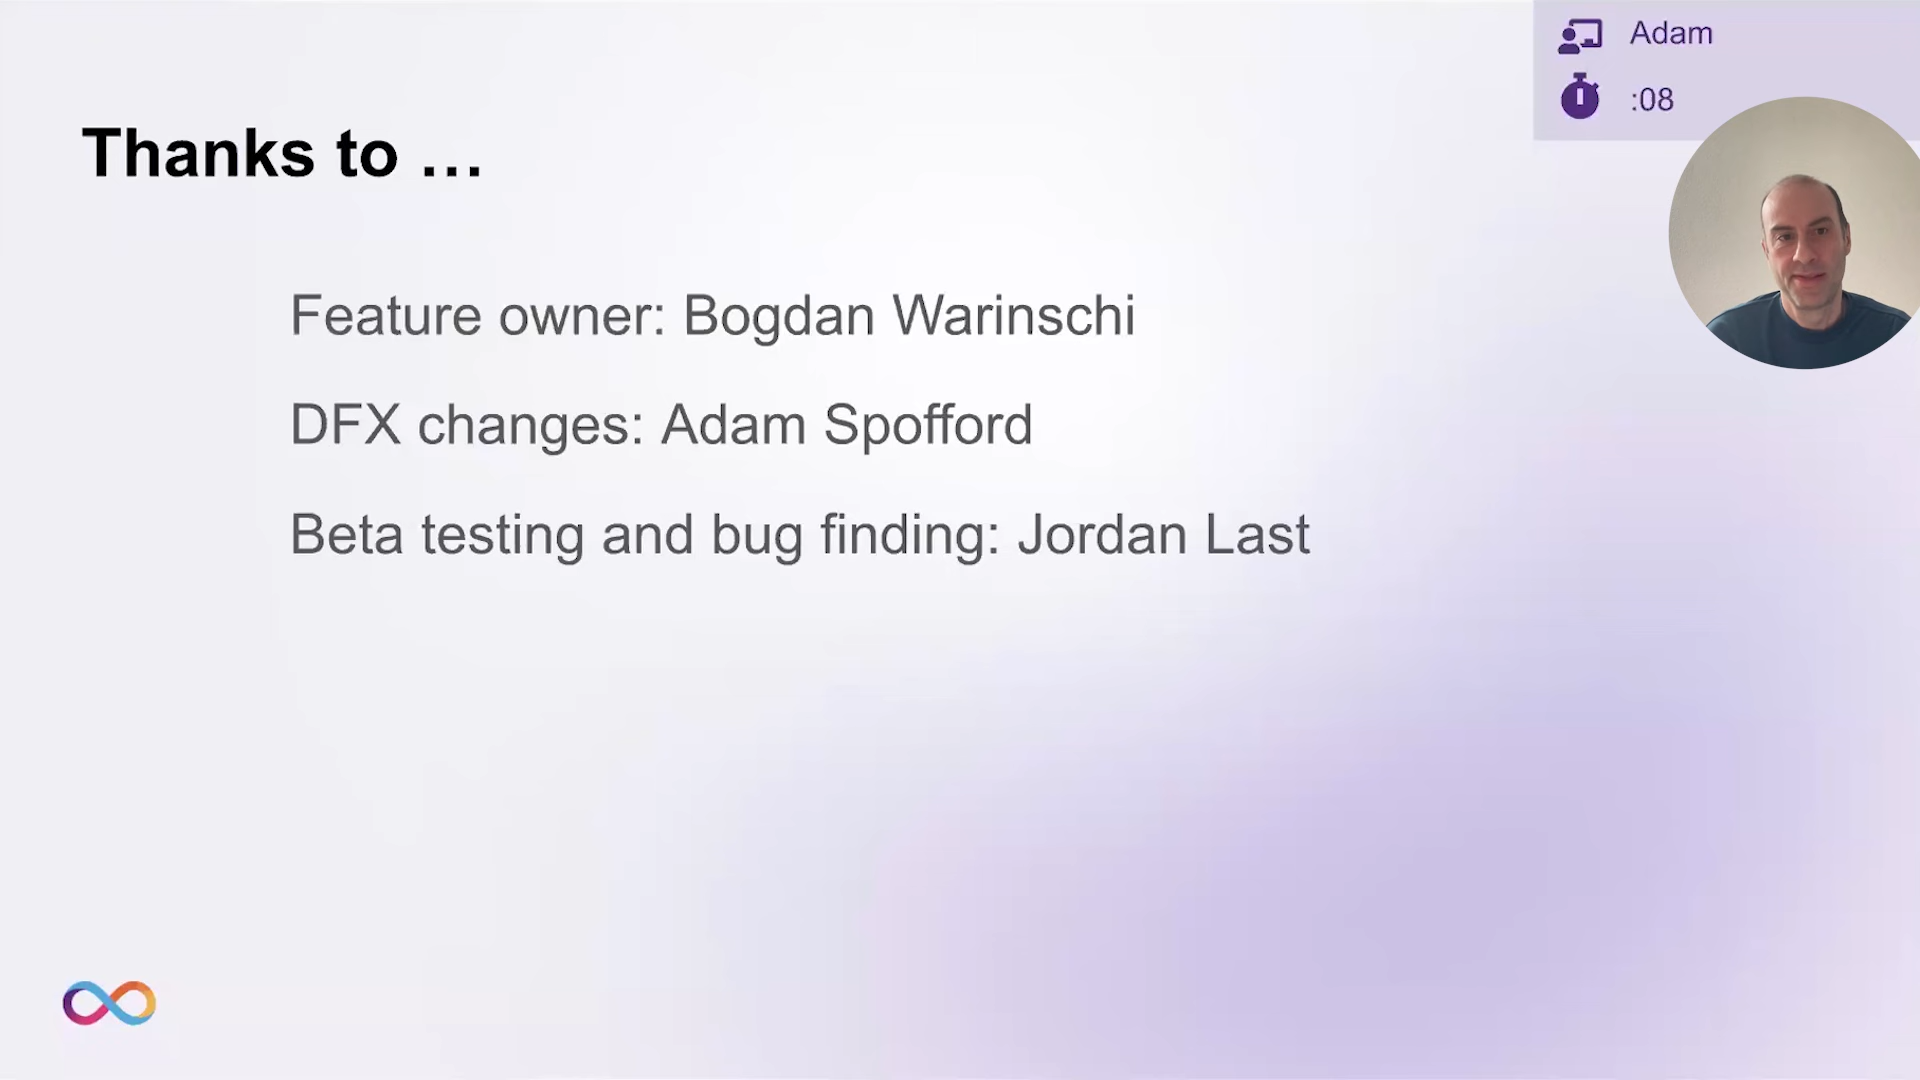 Adam
:08
Thanks to ...
Feature owner: Bogdan Warinschi
DFX changes: Adam Spofford
Beta testing and bug finding: Jordan Last